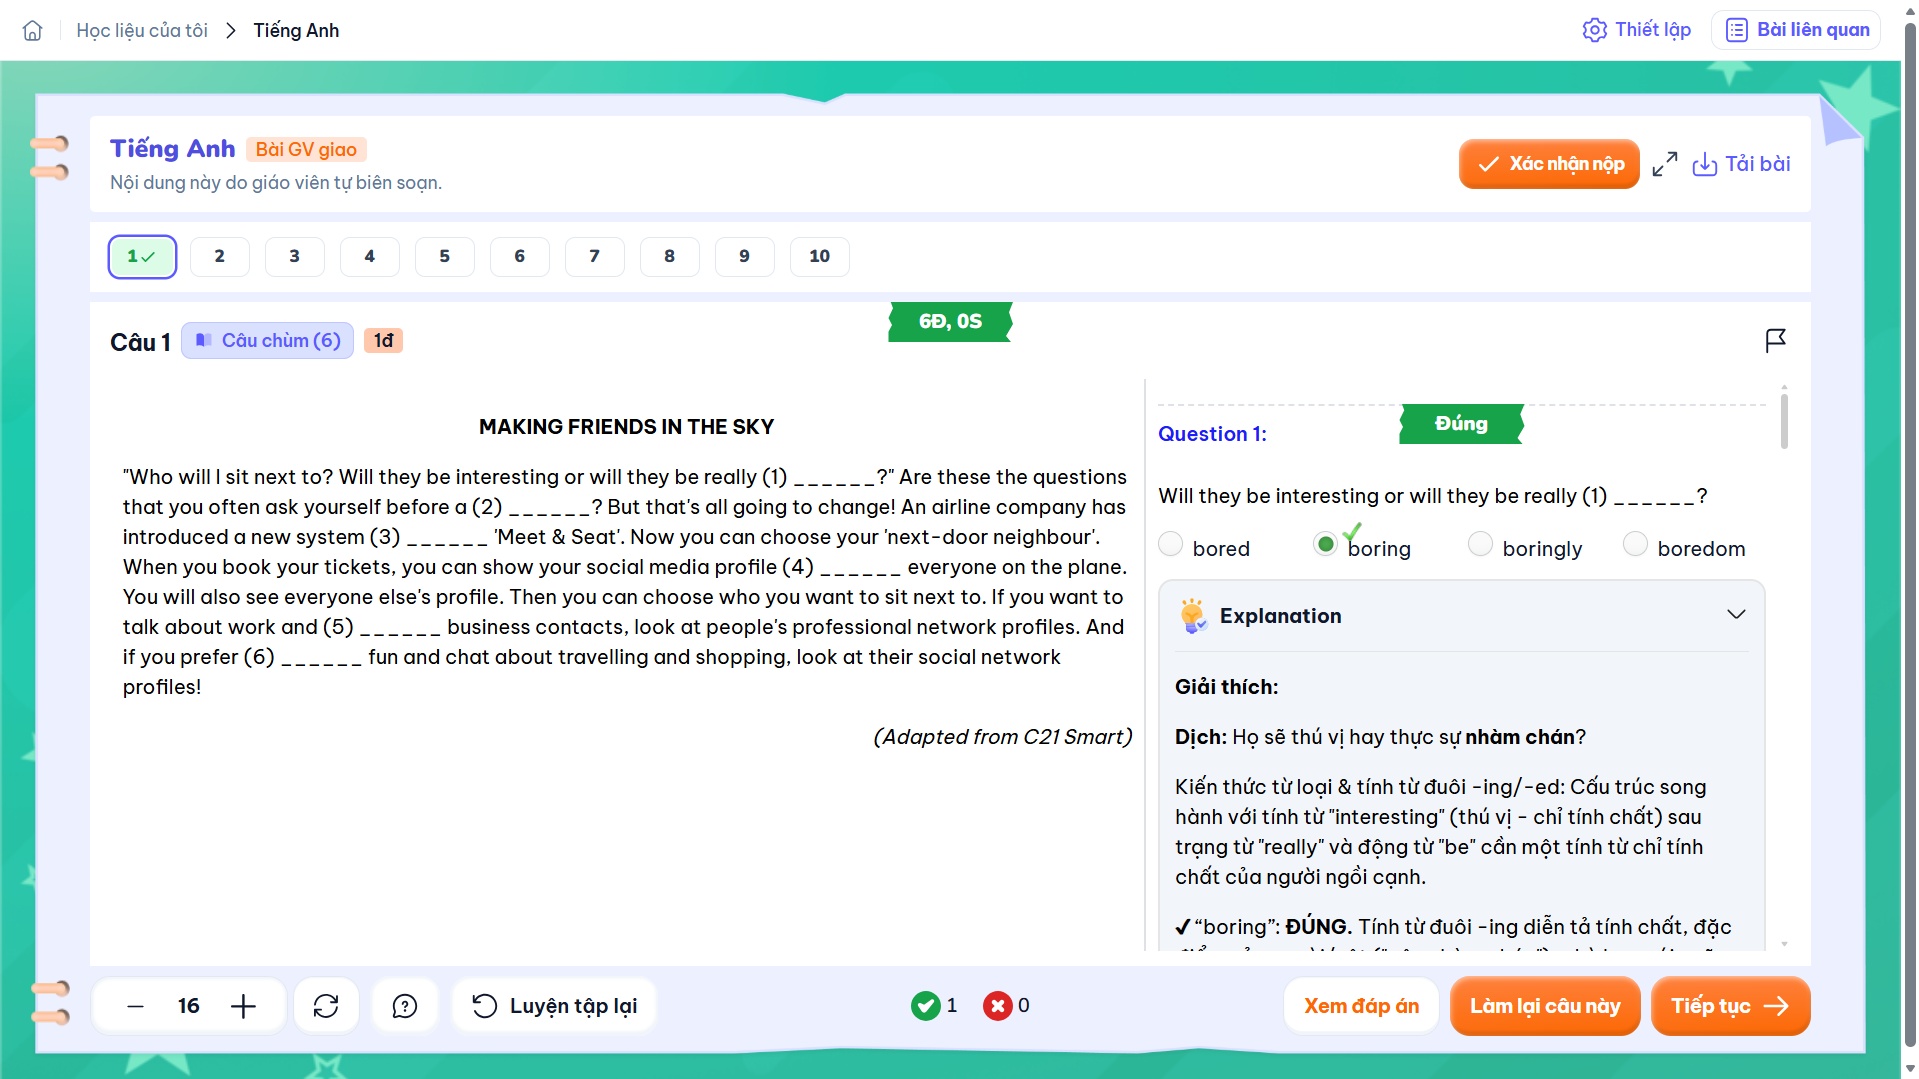 Học liệu của tôi > Tiếng Anh
Thiết lập
Bài liên quan
Tiếng Anh
Bài GV giao
Nội dung này do giáo viên tự biên soạn.
Xác nhận nộp
Tải bài
1 2 3 4 5 6 7 8 9 10
Câu 1
Câu chùm (6)
1đ
6Đ, 0S
MAKING FRIENDS IN THE SKY
"Who will I sit next to? Will they be interesting or will they be really (1) ______?" Are these the questions
that you often ask yourself before a (2) ______? But that's all going to change! An airline company has
introduced a new system (3) ______ 'Meet & Seat'. Now you can choose your 'next-door neighbour'.
When you book your tickets, you can show your social media profile (4) ______ everyone on the plane.
You will also see everyone else's profile. Then you can choose who you want to sit next to. If you want to
talk about work and (5) ______ business contacts, look at people's professional network profiles. And
if you prefer (6) ______ fun and chat about travelling and shopping, look at their social network
profiles!
(Adapted from C21 Smart)
Đúng
Question 1:
Will they be interesting or will they be really (1) ______?
bored
boring
boringly
boredom
Explanation
Giải thích:
Dịch: Họ sẽ thú vị hay thực sự nhàm chán?
Kiến thức từ loại & tính từ đuôi -ing/-ed: Cấu trúc song
hành với tính từ "interesting" (thú vị - chỉ tính chất) sau
trạng từ "really" và động từ "be" cần một tính từ chỉ tính
chất của người ngồi cạnh.
✔“boring”: ĐÚNG. Tính từ đuôi -ing diễn tả tính chất, đặc
16
Luyện tập lại
1
0
Xem đáp án
Làm lại câu này
Tiếp tục